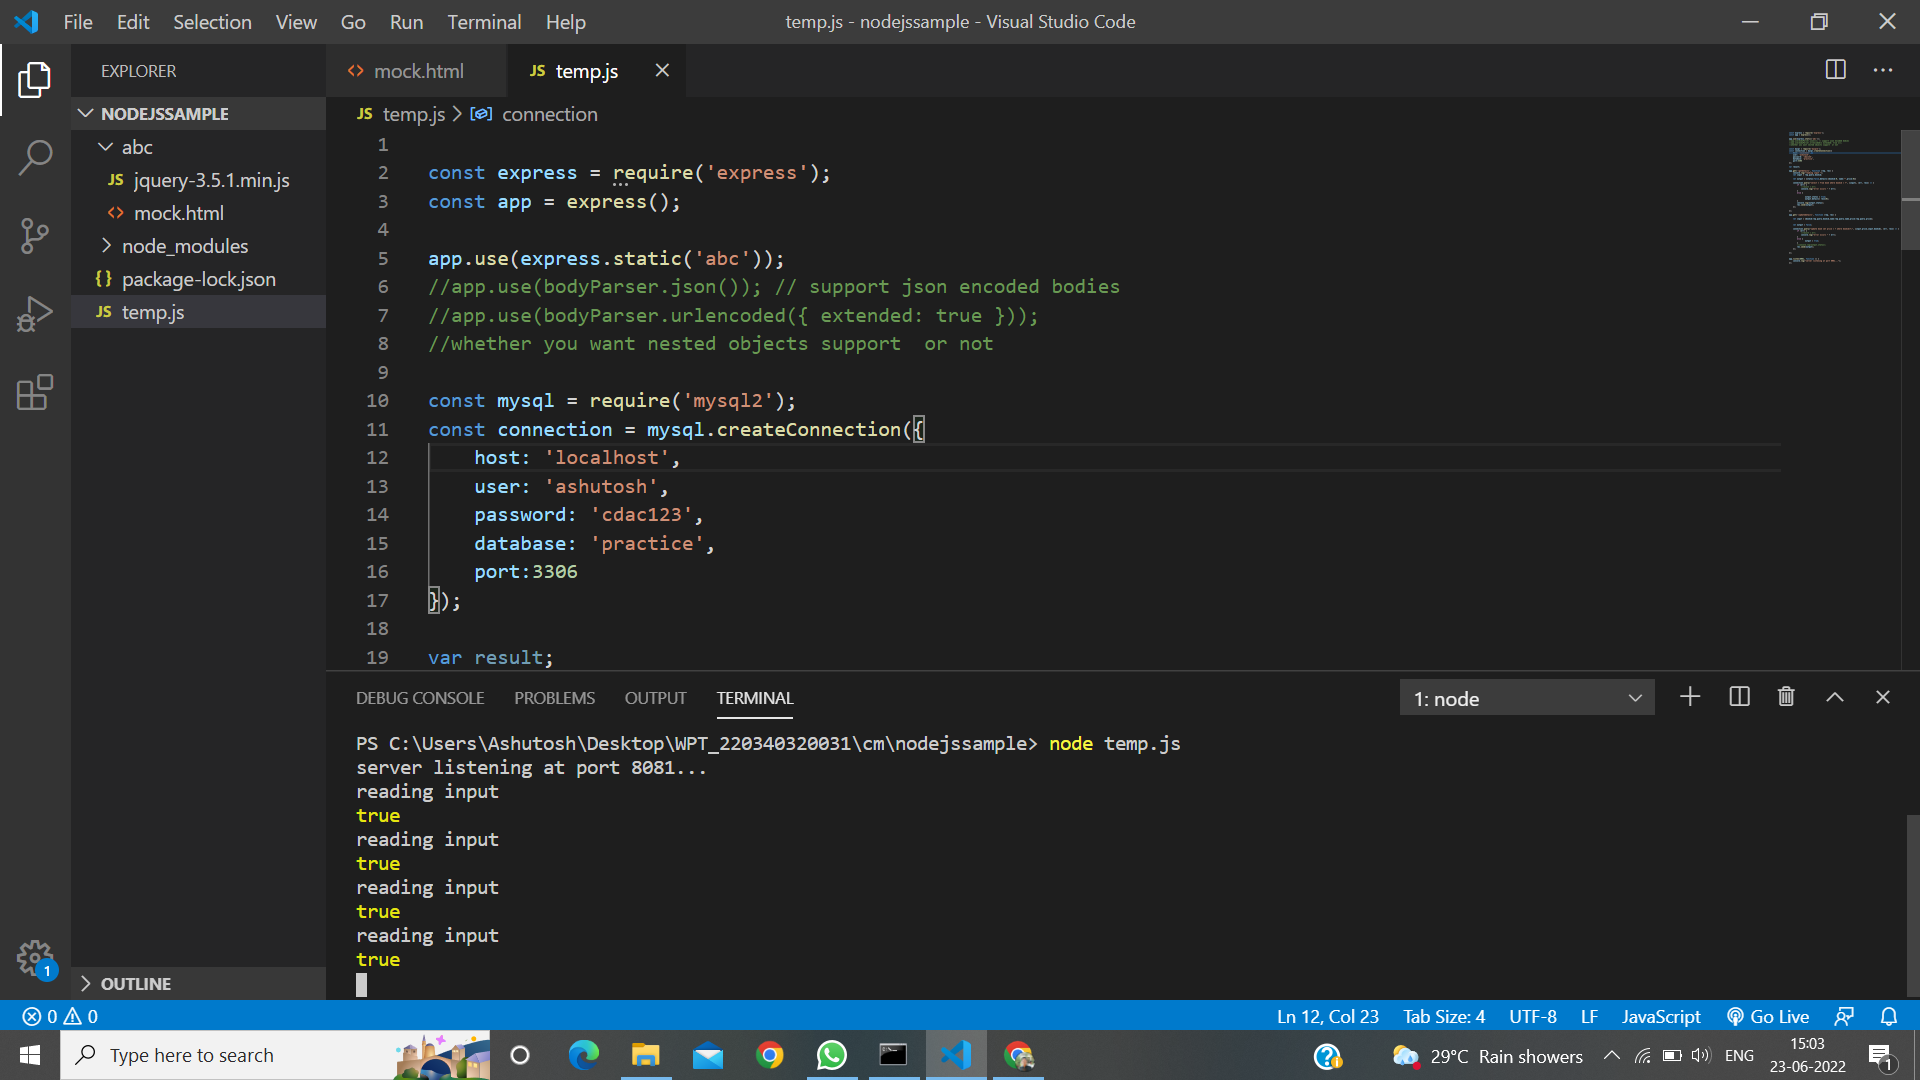 File Edit Selection View Go Run Terminal Help
temp.js - nodejssample - Visual Studio Code
EXPLORER
NODEJSSAMPLE
abc
JS jquery-3.5.1.min.js
<> mock.html
node_modules
{} package-lock.json
JS temp.js
OUTLINE
1
<> mock.html
JS temp.js
JS temp.js > connection
1
2 const express = require('express');
3 const app = express();
4
5 app.use(express.static('abc'));
6 //app.use(bodyParser.json()); // support json encoded bodies
7 //app.use(bodyParser.urlencoded({ extended: true }));
8 //whether you want nested objects support  or not
9
10 const mysql = require('mysql2');
11 const connection = mysql.createConnection({
12     host: 'localhost',
13     user: 'ashutosh',
14     password: 'cdac123',
15     database: 'practice',
16     port:3306
17 });
18
19 var result;
DEBUG CONSOLE PROBLEMS OUTPUT TERMINAL
1: node
PS C:\Users\Ashutosh\Desktop\WPT_220340320031\cm\nodejssample> node temp.js
server listening at port 8081...
reading input
true
reading input
true
reading input
true
reading input
true
0 0
Ln 12, Col 23 Tab Size: 4 UTF-8 LF JavaScript Go Live
Type here to search
29°C Rain showers
ENG
15:03
23-06-2022
1